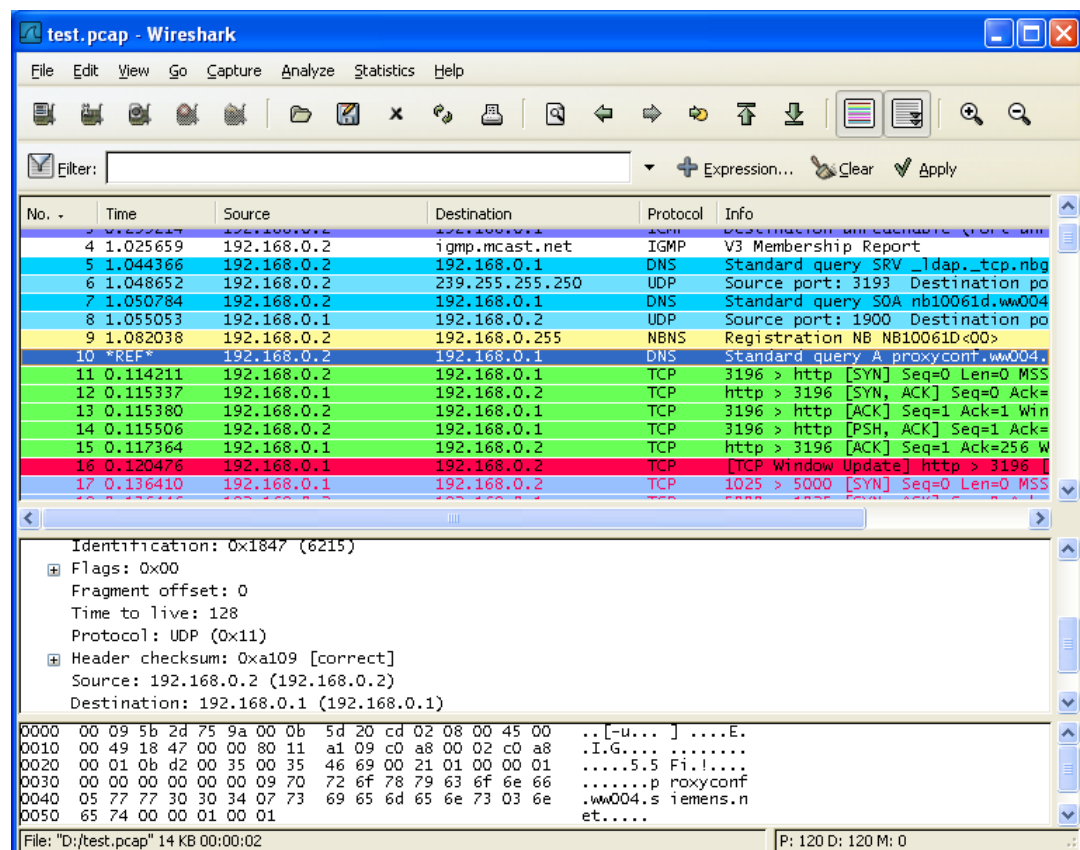 test.pcap - Wireshark
File Edit View Go Capture Analyze Statistics Help
Filter: Expression... Clear Apply
No. Time Source Destination Protocol Info
4 1.025659 192.168.0.2 igmp.mcast.net IGMP V3 Membership Report
5 1.044366 192.168.0.2 192.168.0.1 DNS Standard query SRV _ldap._tcp.nbg
6 1.048652 192.168.0.2 239.255.255.250 UDP Source port: 3193 Destination po
7 1.050784 192.168.0.2 192.168.0.1 DNS Standard query SOA nb10061d.ww004
8 1.055053 192.168.0.1 192.168.0.2 UDP Source port: 1900 Destination po
9 1.082038 192.168.0.2 192.168.0.255 NBNS Registration NB NB10061D<00>
10 *REF* 192.168.0.2 192.168.0.1 DNS Standard query A proxyconf.ww004.
11 0.114211 192.168.0.2 192.168.0.1 TCP 3196 > http [SYN] Seq=0 Len=0 MSS
12 0.115337 192.168.0.1 192.168.0.2 TCP http > 3196 [SYN, ACK] Seq=0 Ack=
13 0.115380 192.168.0.2 192.168.0.1 TCP 3196 > http [ACK] Seq=1 Ack=1 Win
14 0.115506 192.168.0.2 192.168.0.1 TCP 3196 > http [PSH, ACK] Seq=1 Ack=
15 0.117364 192.168.0.1 192.168.0.2 TCP http > 3196 [ACK] Seq=1 Ack=256 W
16 0.120476 192.168.0.1 192.168.0.2 TCP [TCP Window Update] http > 3196 [
17 0.136410 192.168.0.1 192.168.0.2 TCP 1025 > 5000 [SYN] Seq=0 Len=0 MSS
Identification: 0x1847 (6215)
Flags: 0x00
Fragment offset: 0
Time to live: 128
Protocol: UDP (0x11)
Header checksum: 0xa109 [correct]
Source: 192.168.0.2 (192.168.0.2)
Destination: 192.168.0.1 (192.168.0.1)
0000 00 09 5b 2d 75 9a 00 0b 5d 20 cd 02 08 00 45 00 ..[-u... ] ....E.
0010 00 49 18 47 00 00 80 11 a1 09 c0 a8 00 02 c0 a8 .I.G.... ........
0020 00 01 0b d2 00 35 00 35 46 69 00 21 01 00 00 01 .....5.5 Fi.!....
0030 00 00 00 00 00 00 09 70 72 6f 78 79 63 6f 6e 66 .......p roxyconf
0040 05 77 77 30 30 34 07 73 69 65 6d 65 6e 73 03 6e .ww004.s iemens.n
0050 65 74 00 00 01 00 01 et.....
File: "D:/test.pcap" 14 KB 00:00:02 P: 120 D: 120 M: 0